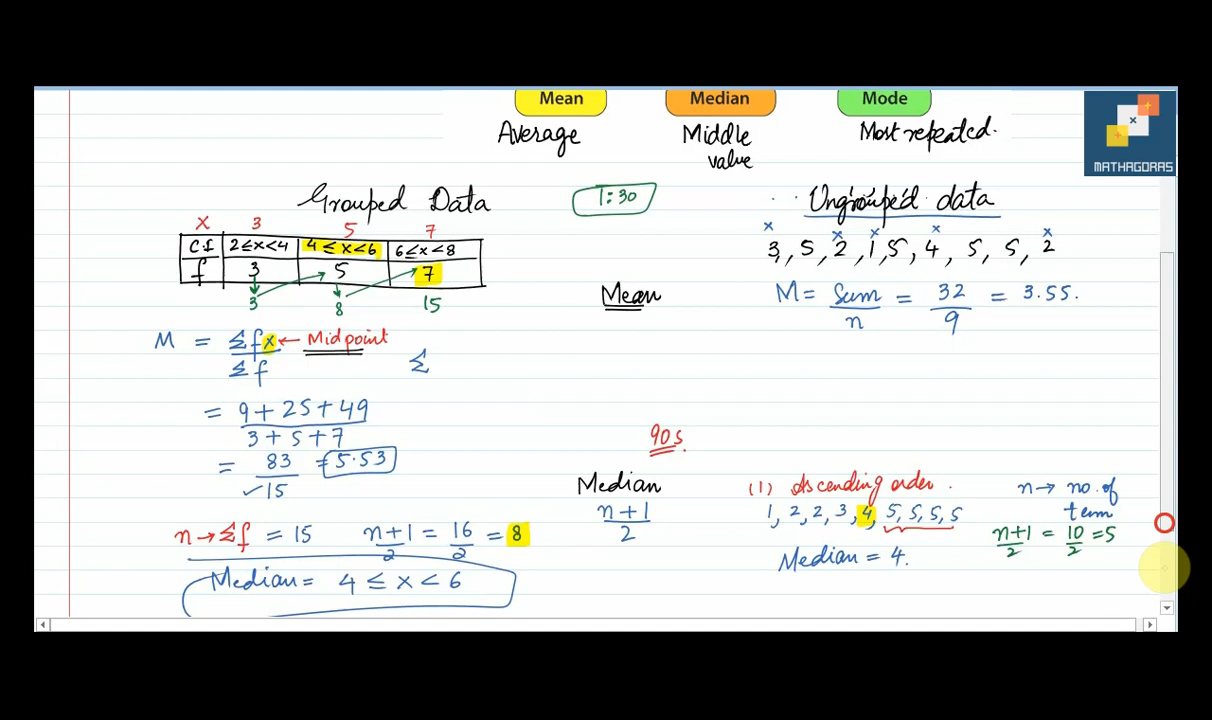 Mean Median Mode
Average Middle value Most repeated.
MATHAGORAS
Grouped Data 1:30 Ungrouped data
X 3 5 7
C.f 2≤x<4 4≤x<6 6≤x<8
f 3 5 7
3 8 15
3, 5, 2, 1, 5, 4, 5, 5, 2
Mean
M = Sum/n = 32/9 = 3.55.
M = Σfx/Σf ← Midpoint
Σ
= 9+25+49/3+5+7
= 83/15 = 5.53
90s.
Median
n+1/2
(1) Ascending order.
1, 2, 2, 3, 4, 5, 5, 5, 5
Median = 4.
n→ no. of term
n+1/2 = 10/2 = 5
n → Σf = 15 n+1/2 = 16/2 = 8
Median = 4 ≤ x < 6